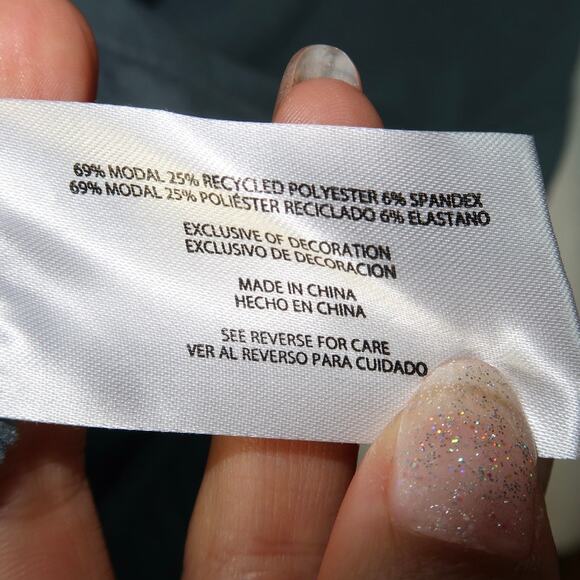 69% MODAL 25% RECYCLED POLYESTER 6% SPANDEX
69% MODAL 25% POLIÉSTER RECICLADO 6% ELASTANO
EXCLUSIVE OF DECORATION
EXCLUSIVO DE DECORACION
MADE IN CHINA
HECHO EN CHINA
SEE REVERSE FOR CARE
VER AL REVERSO PARA CUIDADO